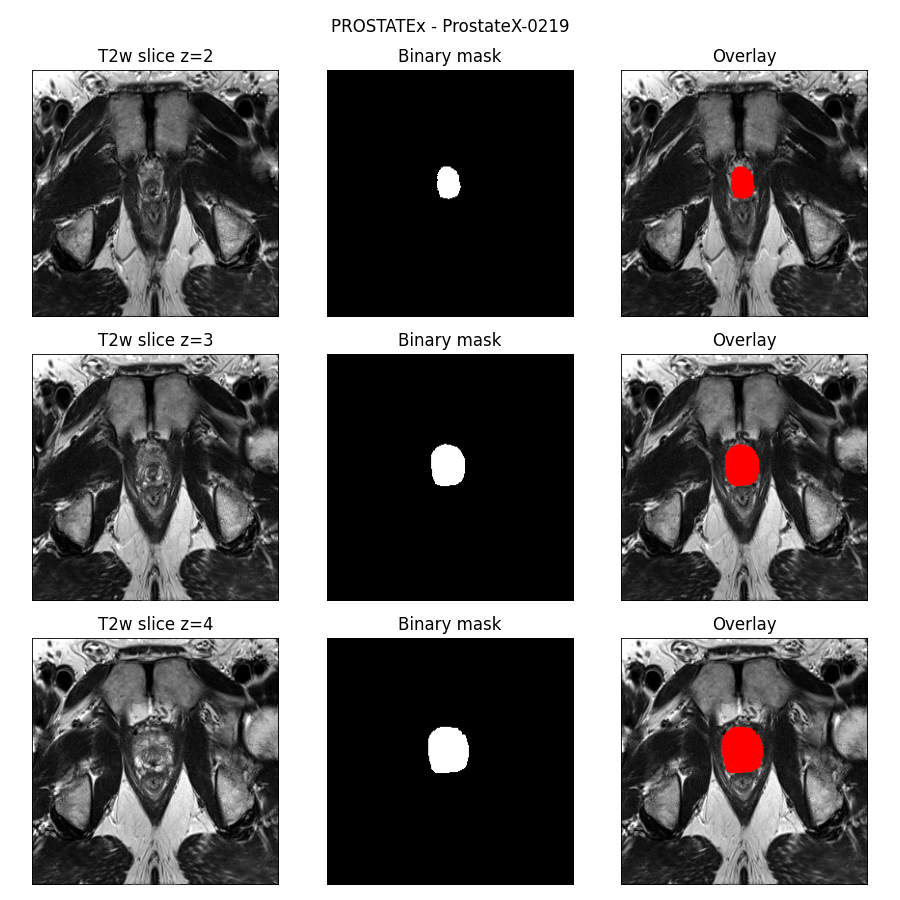 PROSTATEx - ProstateX-0219
T2w slice z=2 Binary mask Overlay
T2w slice z=3 Binary mask Overlay
T2w slice z=4 Binary mask Overlay